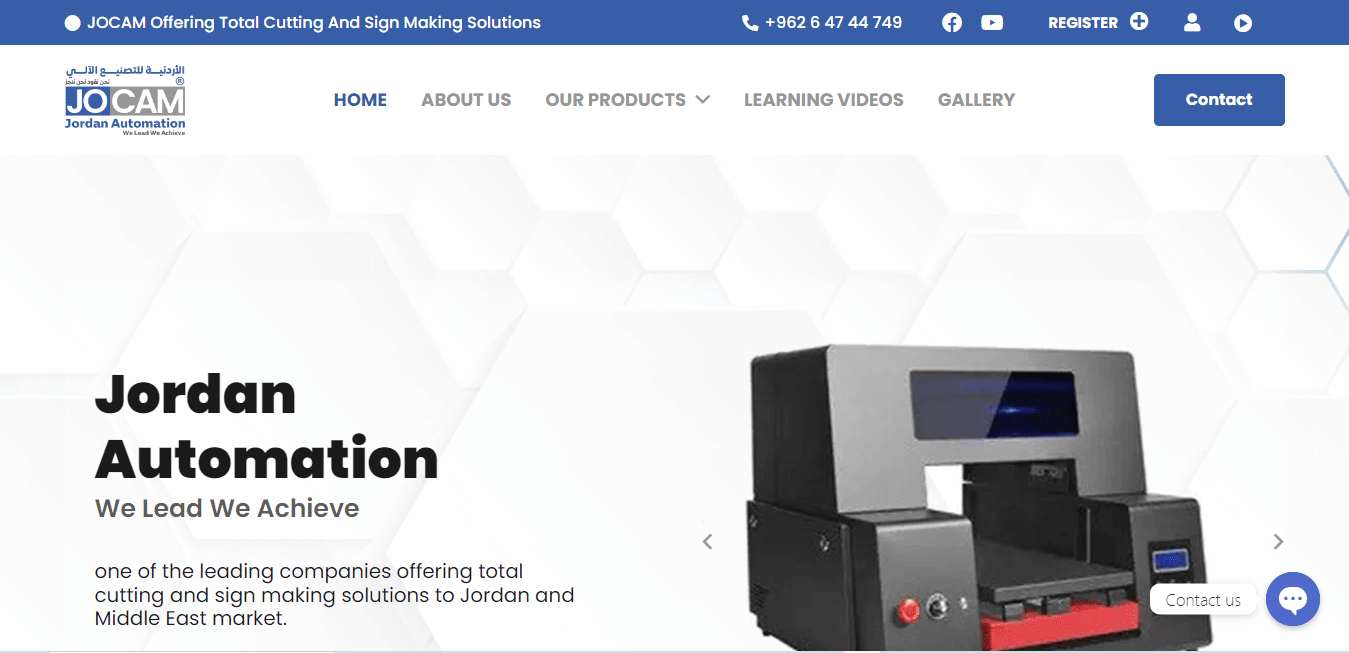 JOCAM Offering Total Cutting And Sign Making Solutions
+962 6 47 44 749
REGISTER
الأردنيــة للتصنيــع الآلــي
نحن نقود نحن ننجز
®
JOCAM
Jordan Automation
We Lead We Achieve
HOME
ABOUT US
OUR PRODUCTS
LEARNING VIDEOS
GALLERY
Contact
Jordan
Automation
We Lead We Achieve
one of the leading companies offering total
cutting and sign making solutions to Jordan and
Middle East market.
Contact us